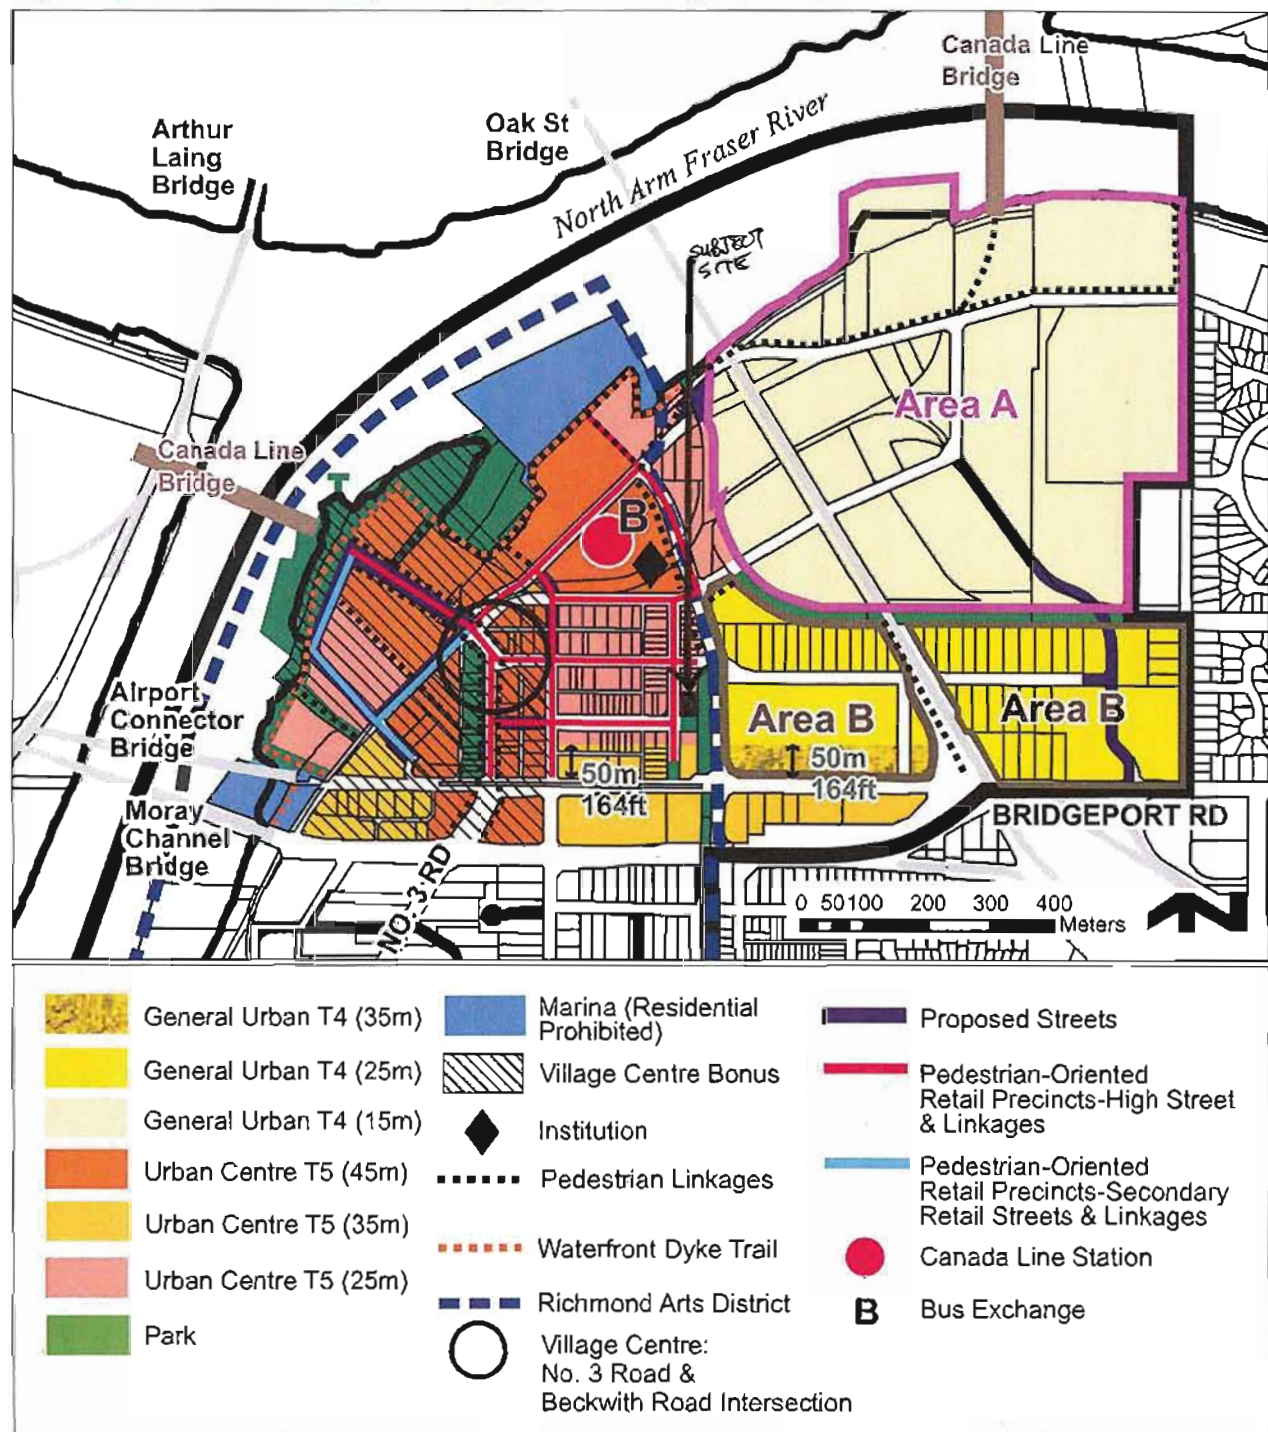 Canada Line
Bridge
Arthur
Laing
Bridge
Oak St
Bridge
North Arm Fraser River
SUBJECT
SITE
Area A
Canada Line
Bridge
T
B
Airport
Connector
Bridge
Area B
Area B
50m
164ft
50m
164ft
Moray
Channel
Bridge
BRIDGEPORT RD
NO. 3 RD
0 50 100 200 300 400
Meters
General Urban T4 (35m)
General Urban T4 (25m)
General Urban T4 (15m)
Urban Centre T5 (45m)
Urban Centre T5 (35m)
Urban Centre T5 (25m)
Park
Marina (Residential
Prohibited)
Village Centre Bonus
Institution
Pedestrian Linkages
Waterfront Dyke Trail
Richmond Arts District
Village Centre:
No. 3 Road &
Beckwith Road Intersection
Proposed Streets
Pedestrian-Oriented
Retail Precincts-High Street
& Linkages
Pedestrian-Oriented
Retail Precincts-Secondary
Retail Streets & Linkages
Canada Line Station
B Bus Exchange